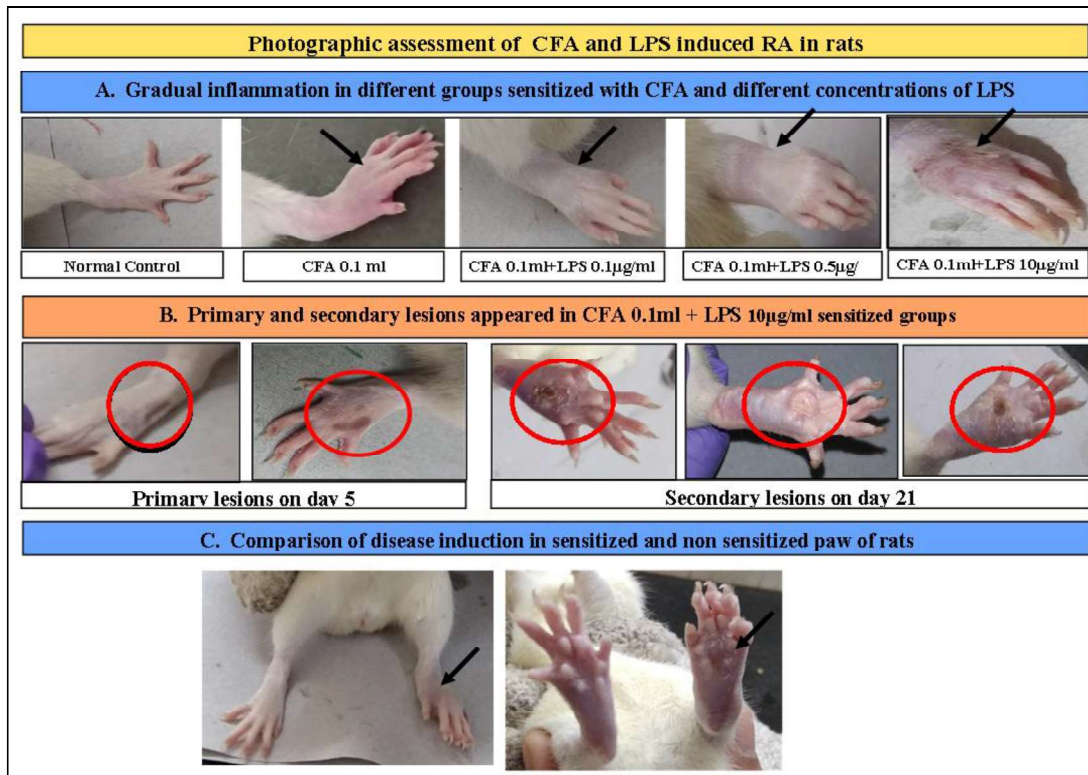 Photographic assessment of CFA and LPS induced RA in rats
A. Gradual inflammation in different groups sensitized with CFA and different concentrations of LPS
Normal Control
CFA 0.1 ml
CFA 0.1ml+LPS 0.1µg/ml
CFA 0.1ml+LPS 0.5µg/
CFA 0.1ml+LPS 10µg/ml
B. Primary and secondary lesions appeared in CFA 0.1ml + LPS 10µg/ml sensitized groups
Primary lesions on day 5
Secondary lesions on day 21
C. Comparison of disease induction in sensitized and non sensitized paw of rats